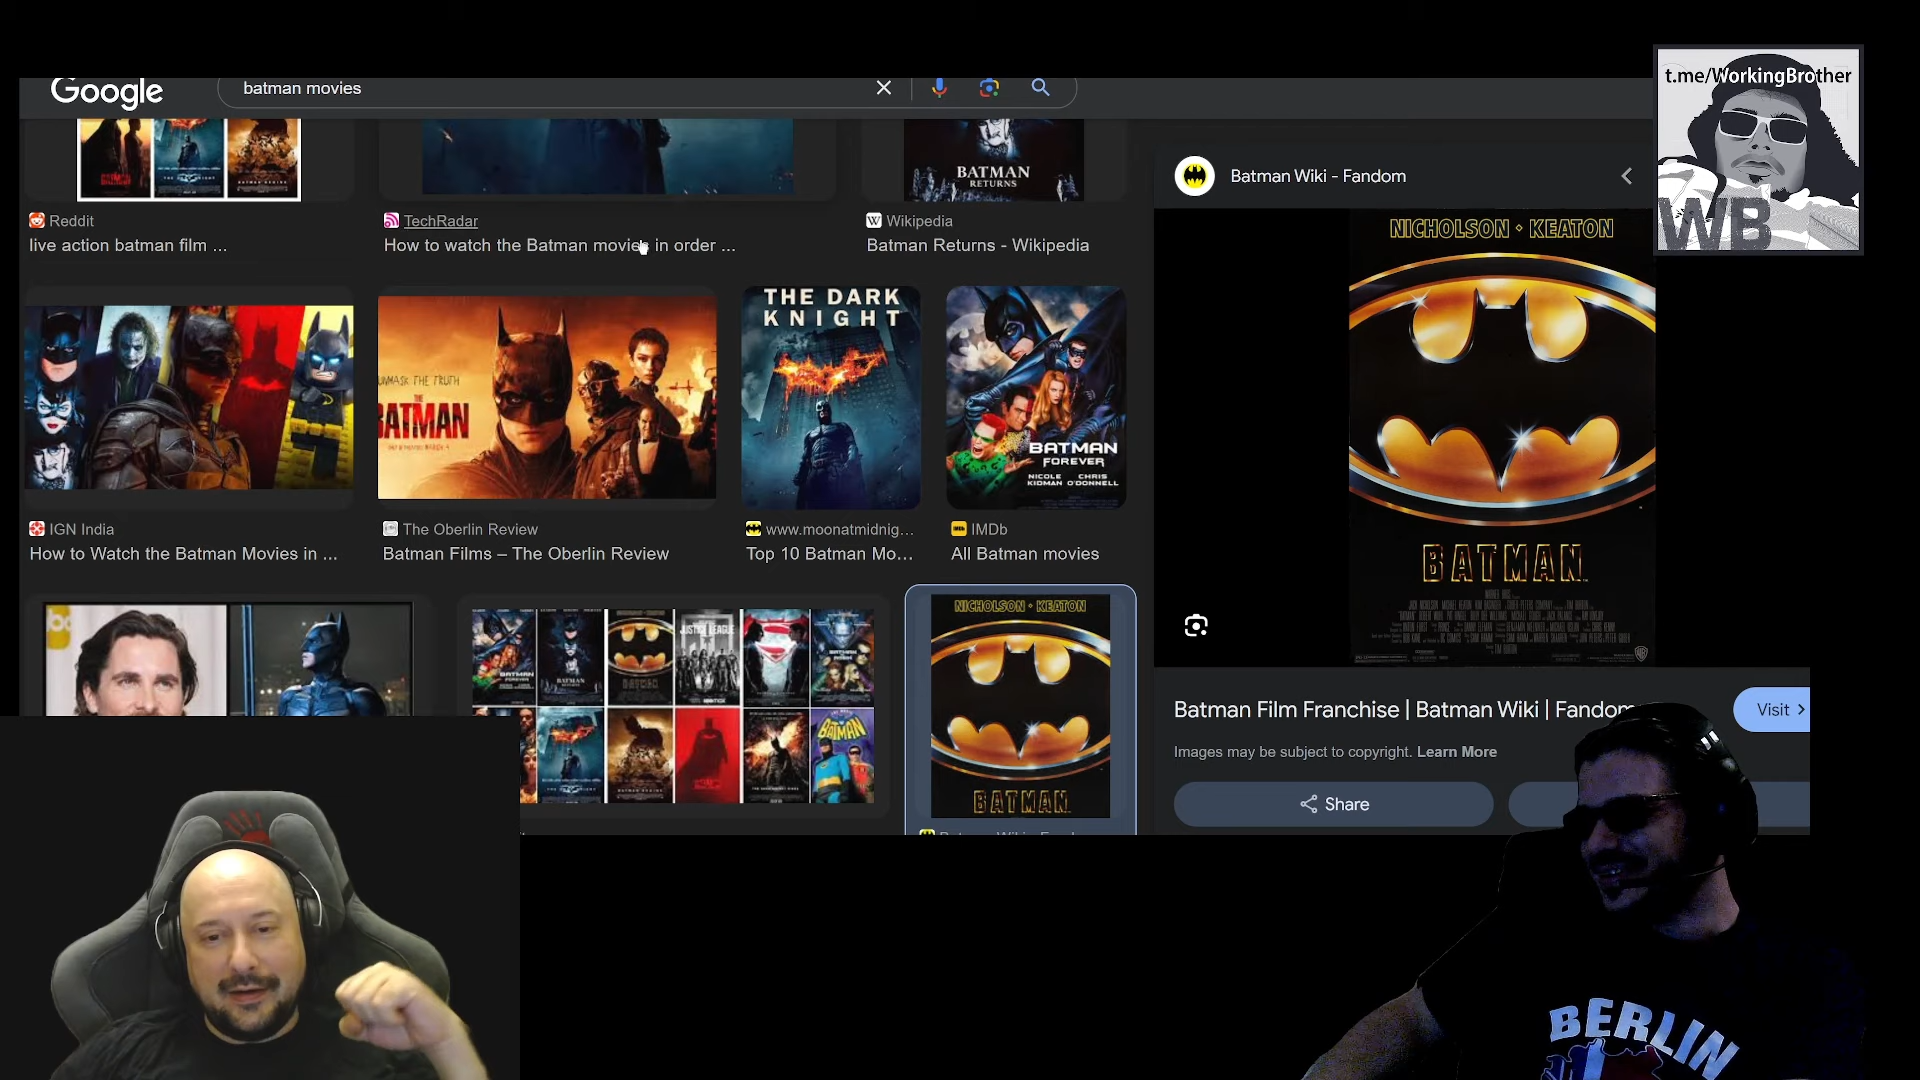 Google
batman movies
t.me/WorkingBrother
WB
BATMAN
RETURNS
Batman Wiki - Fandom
Reddit
live action batman film ...
TechRadar
How to watch the Batman movies in order ...
W Wikipedia
Batman Returns - Wikipedia
NICHOLSON • KEATON
BATMAN
UNMASK THE TRUTH
THE
BATMAN
THE DARK
KNIGHT
BATMAN
FOREVER
NICOLE KIDMAN
CHRIS O'DONNELL
IGN India
How to Watch the Batman Movies in ...
The Oberlin Review
Batman Films – The Oberlin Review
www.moonatmidnig...
Top 10 Batman Mo...
IMDb
All Batman movies
JUSTICE LEAGUE
BATMAN
NICHOLSON • KEATON
BATMAN
Batman Film Franchise | Batman Wiki | Fandom
Visit
Images may be subject to copyright. Learn More
Share
BERLIN